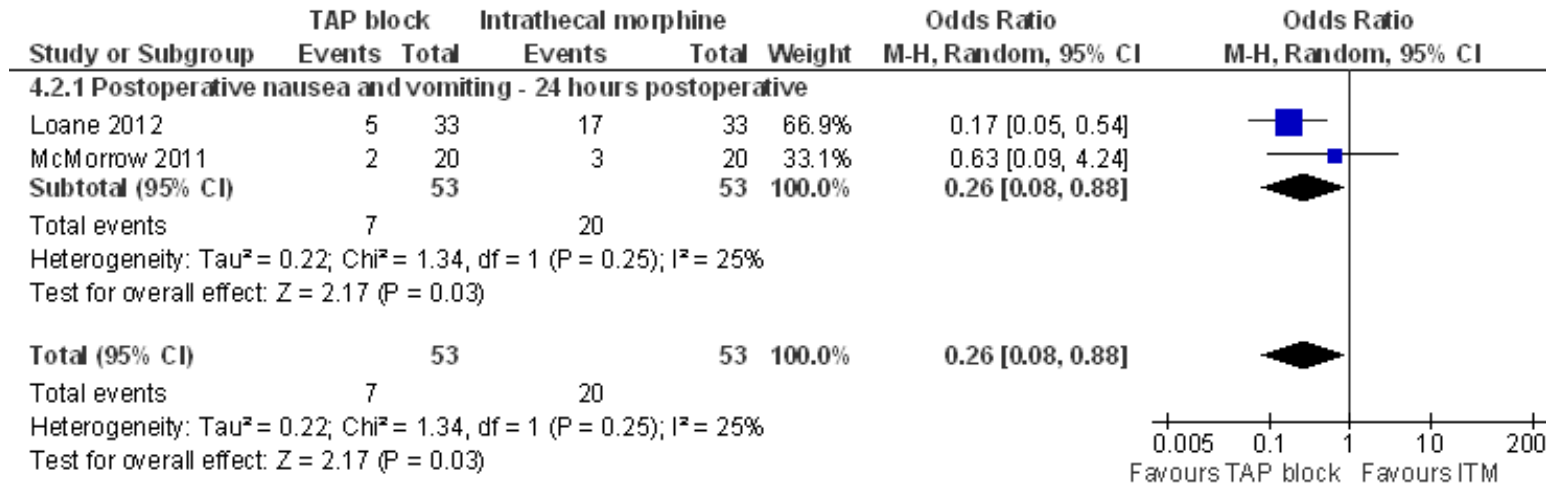 TAP block Intrathecal morphine Odds Ratio Odds Ratio
Study or Subgroup Events Total Events Total Weight M-H, Random, 95% CI M-H, Random, 95% CI
4.2.1 Postoperative nausea and vomiting - 24 hours postoperative
Loane 2012 5 33 17 33 66.9% 0.17 [0.05, 0.54]
McMorrow 2011 2 20 3 20 33.1% 0.63 [0.09, 4.24]
Subtotal (95% CI) 53 53 100.0% 0.26 [0.08, 0.88]
Total events 7 20
Heterogeneity: Tau² = 0.22; Chi² = 1.34, df = 1 (P = 0.25); I² = 25%
Test for overall effect: Z = 2.17 (P = 0.03)
Total (95% CI) 53 53 100.0% 0.26 [0.08, 0.88]
Total events 7 20
Heterogeneity: Tau² = 0.22; Chi² = 1.34, df = 1 (P = 0.25); I² = 25%
Test for overall effect: Z = 2.17 (P = 0.03)
0.005 0.1 1 10 200
Favours TAP block Favours ITM